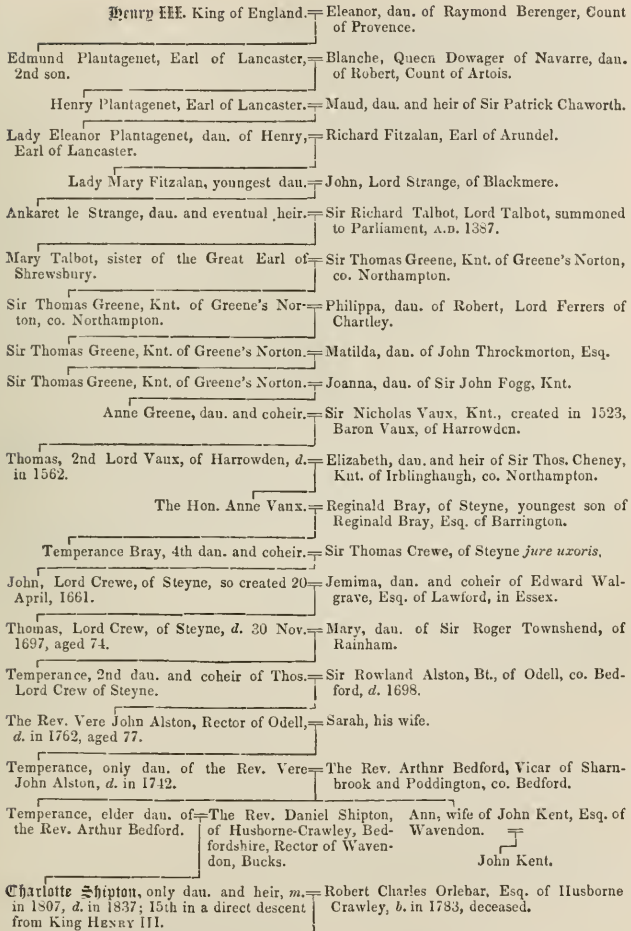 Henry III. King of England.
Eleanor, dau. of Raymond Berenger, Count
of Provence.
Edmund Plantagenet, Earl of Lancaster,
2nd son.
Blanche, Queen Dowager of Navarre, dau.
of Robert, Count of Artois.
Henry Plantagenet, Earl of Lancaster.
Maud, dau. and heir of Sir Patrick Chaworth.
Lady Eleanor Plantagenet, dau. of Henry,
Earl of Lancaster.
Richard Fitzalan, Earl of Arundel.
Lady Mary Fitzalan, youngest dau.
John, Lord Strange, of Blackmere.
Ankaret le Strange, dau. and eventual heir.
Sir Richard Talbot, Lord Talbot, summoned
to Parliament, A.D. 1387.
Mary Talbot, sister of the Great Earl of
Shrewsbury.
Sir Thomas Greene, Knt. of Greene's Norton,
co. Northampton.
Sir Thomas Greene, Knt. of Greene's Nor-
ton, co. Northampton.
Philippa, dau. of Robert, Lord Ferrers of
Chartley.
Sir Thomas Greene, Knt. of Greene's Norton.
Matilda, dau. of John Throckmorton, Esq.
Sir Thomas Greene, Knt. of Greene's Norton.
Joanna, dau. of Sir John Fogg, Knt.
Anne Greene, dau. and coheir.
Sir Nicholas Vaux, Knt., created in 1523,
Baron Vaux, of Harrowden.
Thomas, 2nd Lord Vaux, of Harrowden, d.
in 1562.
Elizabeth, dau. and heir of Sir Thos. Cheney,
Knt. of Irblinghaugh, co. Northampton.
The Hon. Anne Vaux.
Reginald Bray, of Steyne, youngest son of
Reginald Bray, Esq. of Barrington.
Temperance Bray, 4th dau. and coheir.
Sir Thomas Crewe, of Steyne jure uxoris.
John, Lord Crewe, of Steyne, so created 20
April, 1661.
Jemima, dau. and coheir of Edward Wal-
grave, Esq. of Lawford, in Essex.
Thomas, Lord Crew, of Steyne, d. 30 Nov.
1697, aged 74.
Mary, dau. of Sir Roger Townshend, of
Rainham.
Temperance, 2nd dau. and coheir of Thos.
Lord Crew of Steyne.
Sir Rowland Alston, Bt., of Odell, co. Bed-
ford, d. 1698.
The Rev. Vere John Alston, Rector of Odell,
d. in 1762, aged 77.
Sarah, his wife.
Temperance, only dau. of the Rev. Vere
John Alston, d. in 1742.
The Rev. Arthur Bedford, Vicar of Sharn-
brook and Poddington, co. Bedford.
Temperance, elder dau. of
the Rev. Arthur Bedford.
The Rev. Daniel Shipton,
of Husborne-Crawley, Bed-
fordshire, Rector of Waven-
don, Bucks.
Ann, wife of John Kent, Esq. of
Wavendon.
John Kent.
Charlotte Shipton, only dau. and heir, m.
in 1807, d. in 1837; 15th in a direct descent
from King HENRY III.
Robert Charles Orlebar, Esq. of Husborne
Crawley, b. in 1783, deceased.